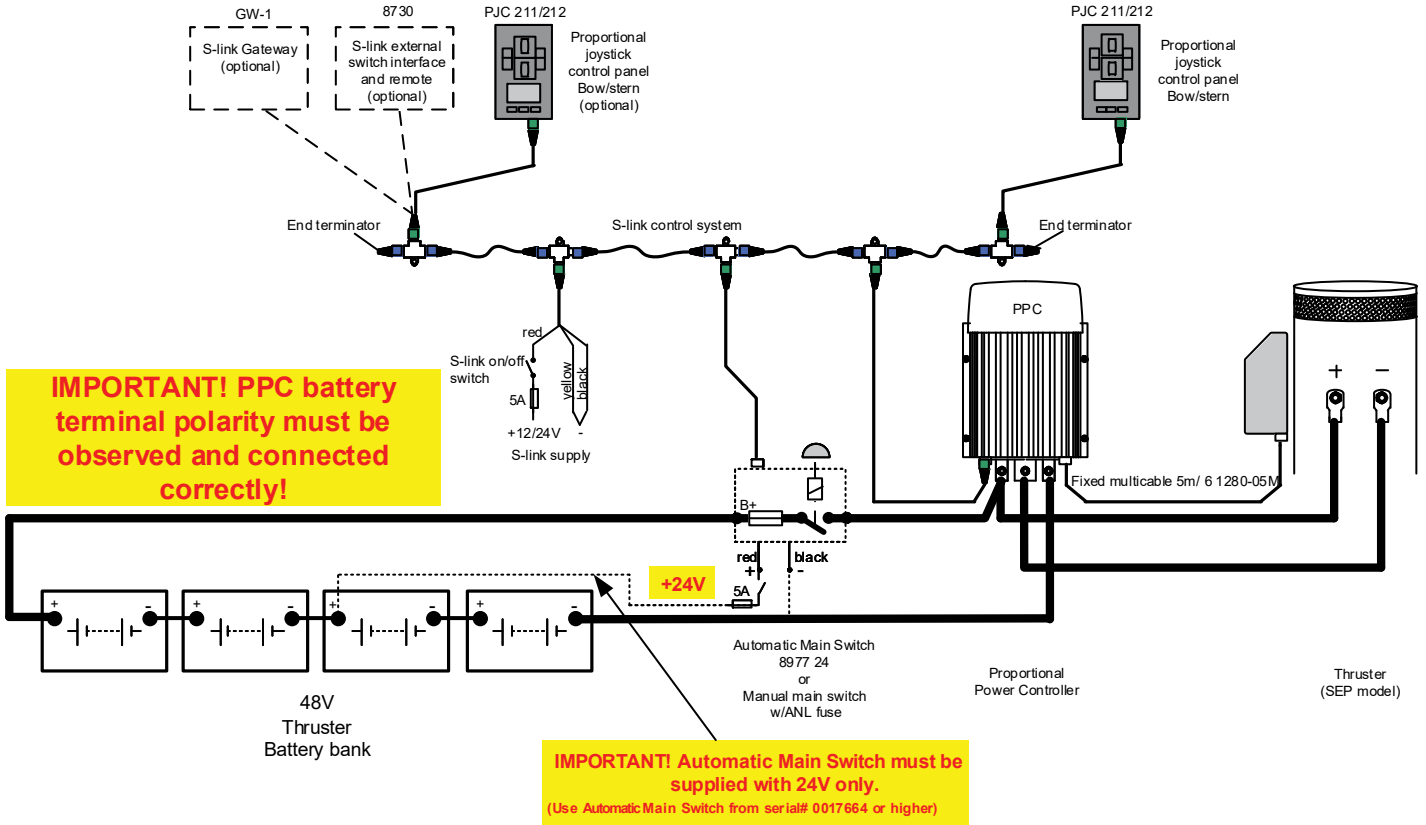 GW-1
S-link Gateway
(optional)
8730
S-link external
switch interface
and remote
(optional)
PJC 211/212
Proportional
joystick
control panel
Bow/stern
(optional)
PJC 211/212
Proportional
joystick
control panel
Bow/stern
End terminator
S-link control system
End terminator
red
S-link on/off
switch
5A
yellow
black
+12/24V
-
S-link supply
PPC
+
-
Fixed multicable 5m/ 6 1280-05M
IMPORTANT! PPC battery
terminal polarity must be
observed and connected
correctly!
B+
red
black
+
-
+24V
5A
+
-
+
-
+
-
+
-
48V
Thruster
Battery bank
Automatic Main Switch
8977 24
or
Manual main switch
w/ANL fuse
Proportional
Power Controller
Thruster
(SEP model)
IMPORTANT! Automatic Main Switch must be
supplied with 24V only.
(Use Automatic Main Switch from serial# 0017664 or higher)